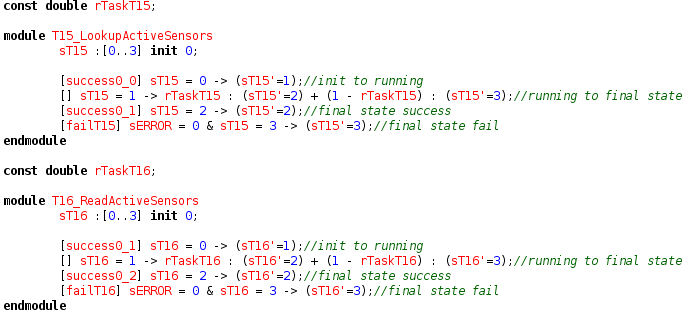 const double rTaskT15;
module T15_LookupActiveSensors
sT15 :[0..3] init 0;
[success0_0] sT15 = 0 -> (sT15'=1);//init to running
[] sT15 = 1 -> rTaskT15 : (sT15'=2) + (1 - rTaskT15) : (sT15'=3);//running to final state
[success0_1] sT15 = 2 -> (sT15'=2);//final state success
[failT15] sERROR = 0 & sT15 = 3 -> (sT15'=3);//final state fail
endmodule
const double rTaskT16;
module T16_ReadActiveSensors
sT16 :[0..3] init 0;
[success0_1] sT16 = 0 -> (sT16'=1);//init to running
[] sT16 = 1 -> rTaskT16 : (sT16'=2) + (1 - rTaskT16) : (sT16'=3);//running to final state
[success0_2] sT16 = 2 -> (sT16'=2);//final state success
[failT16] sERROR = 0 & sT16 = 3 -> (sT16'=3);//final state fail
endmodule